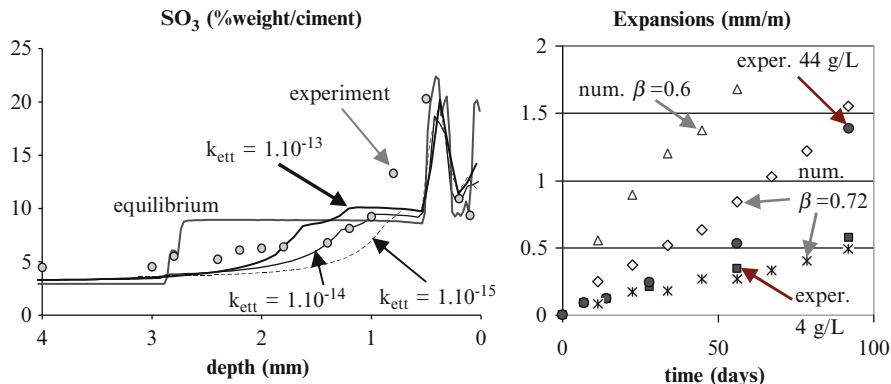 SO₃ (%weight/ciment)
25
20
15
10
5
0
4
3
2
1
0
depth (mm)
experiment
kₑₜₜ = 1.10⁻¹³
equilibrium
kₑₜₜ = 1.10⁻¹⁴
kₑₜₜ = 1.10⁻¹⁵
Expansions (mm/m)
2
1.5
1
0.5
0
0
50
100
time (days)
exper. 44 g/L
num. β=0.6
num.
β=0.72
exper.
4 g/L